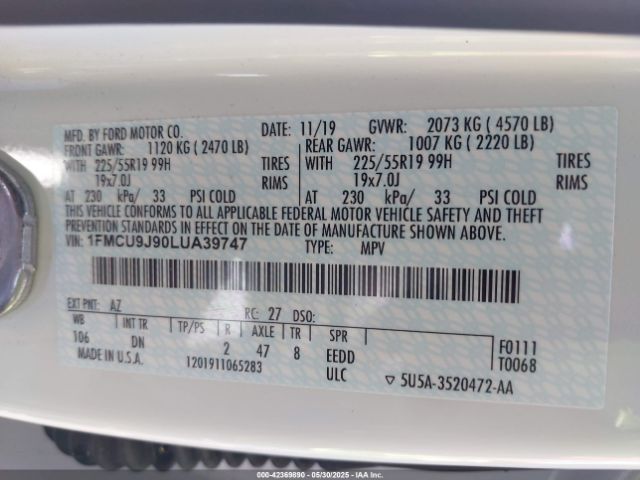 MFD. BY FORD MOTOR CO. DATE: 11/19 GVWR: 2073 KG ( 4570 LB)
FRONT GAWR: 1120 KG ( 2470 LB) REAR GAWR: 1007 KG ( 2220 LB)
WITH 225/55R19 99H TIRES WITH 225/55R19 99H TIRES
19x7.0J RIMS 19x7.0J RIMS
AT 230 kPa/ 33 PSI COLD AT 230 kPa/ 33 PSI COLD
THIS VEHICLE CONFORMS TO ALL APPLICABLE FEDERAL MOTOR VEHICLE SAFETY AND THEFT
PREVENTION STANDARDS IN EFFECT ON THE DATE OF MANUFACTURE SHOWN ABOVE.
VIN: 1FMCU9J90LUA39747 TYPE: MPV
EXT PNT: AZ RC: 27 DSO:
WB INT TR TP/PS R AXLE TR SPR F0111
106 DN 2 47 8 EEDD T0068
MADE IN U.S.A. 1201911065283 ULC ▽ 5U5A-3520472-AA
000-42369890 - 05/30/2025 - IAAI.COM